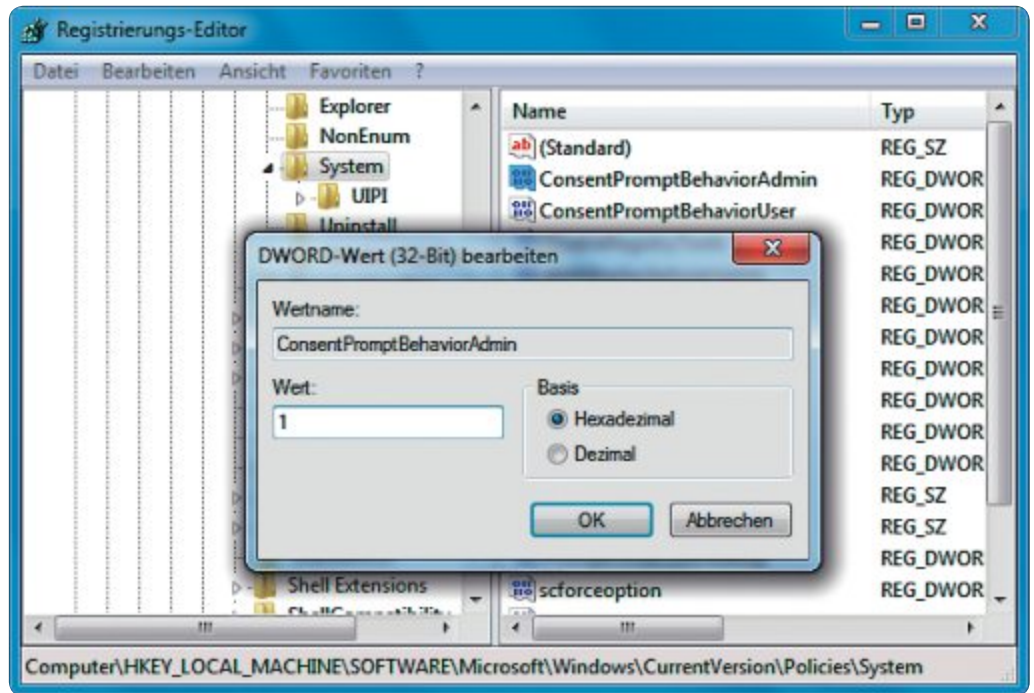 Registrierungs-Editor
Datei Bearbeiten Ansicht Favoriten ?
Explorer
NonEnum
System
UIPI
Uninstall
Shell Extensions
ShellCompatibility
Name Typ
(Standard) REG_SZ
ConsentPromptBehaviorAdmin REG_DWOR
ConsentPromptBehaviorUser REG_DWOR
REG_DWOR
REG_DWOR
REG_DWOR
REG_DWOR
REG_DWOR
REG_DWOR
REG_DWOR
REG_DWOR
REG_SZ
REG_SZ
REG_DWOR
scforceoption REG_DWOR
DWORD-Wert (32-Bit) bearbeiten
Wertname:
ConsentPromptBehaviorAdmin
Wert:
1
Basis
Hexadezimal
Dezimal
OK Abbrechen
Computer\HKEY_LOCAL_MACHINE\SOFTWARE\Microsoft\Windows\CurrentVersion\Policies\System